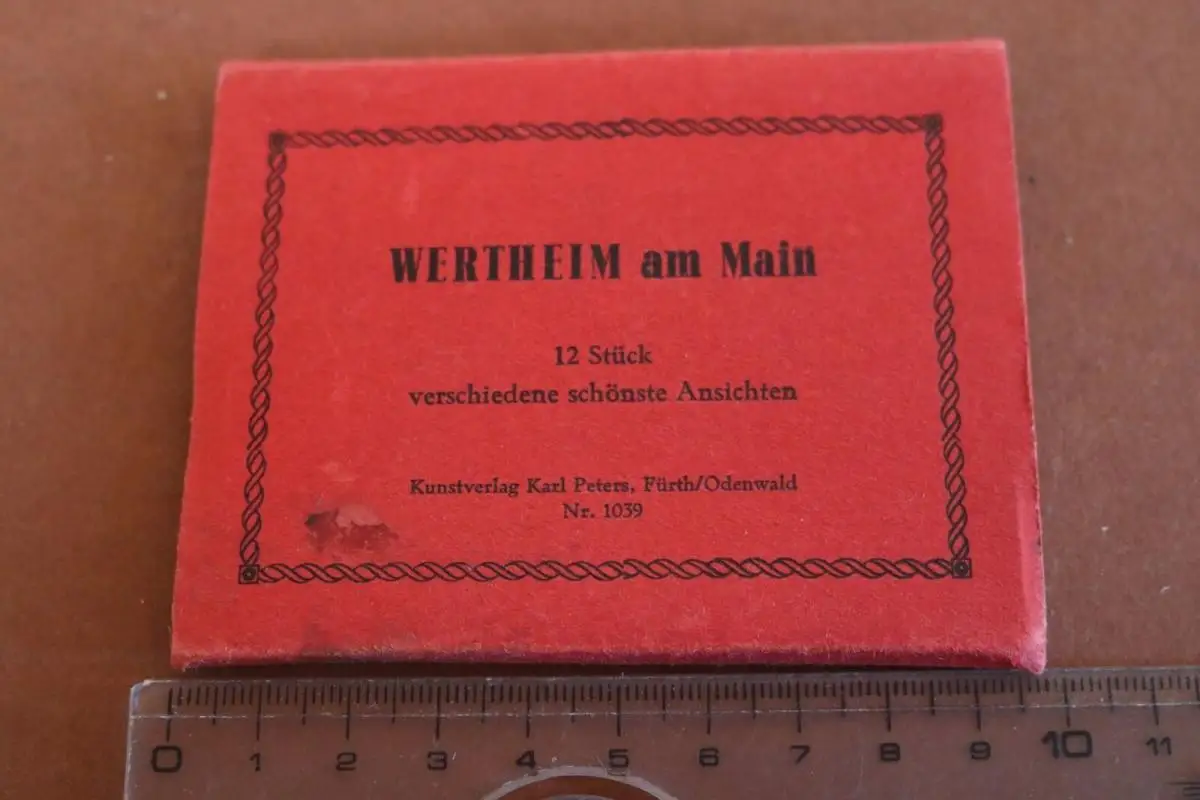 WERTHEIM am Main
12 Stück
verschiedene schönste Ansichten
Kunstverlag Karl Peters, Fürth/Odenwald
Nr. 1039
0 1 2 3 4 5 6 7 8 9 10 11